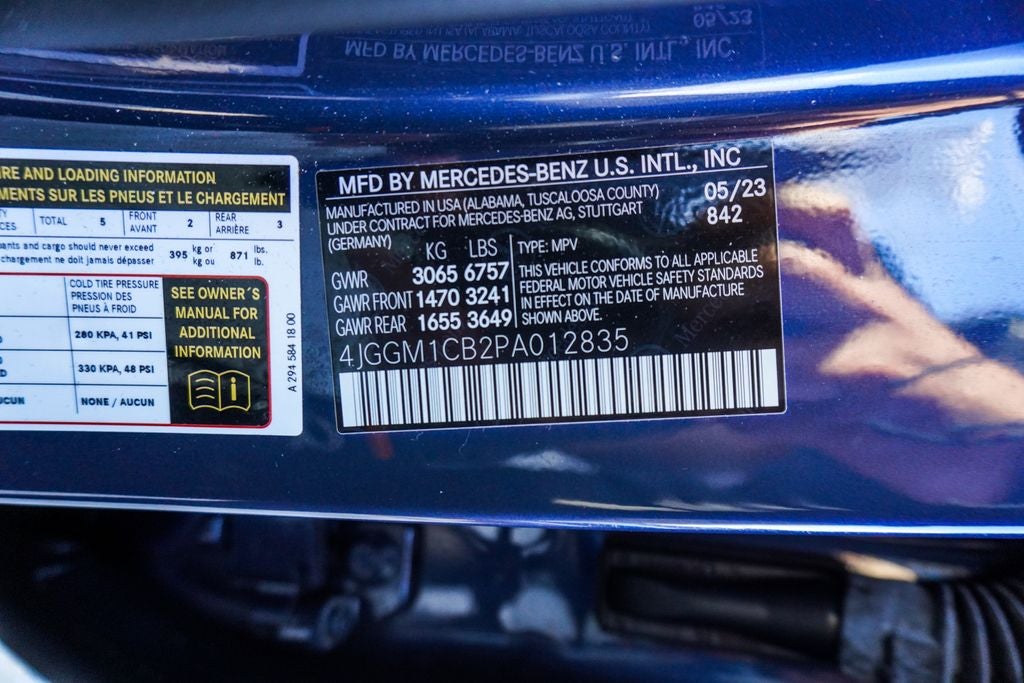 MFD BY MERCEDES-BENZ U.S. INTL., INC
05/23
RE AND LOADING INFORMATION
MENTS SUR LES PNEUS ET LE CHARGEMENT
TOTAL 5 FRONT AVANT 2 REAR ARRIÈRE 3
pants and cargo should never exceed
chargement ne doit jamais dépasser
395 kg or kg ou 871 lbs. lb.
COLD TIRE PRESSURE
PRESSION DES
PNEUS À FROID
280 KPA, 41 PSI
330 KPA, 48 PSI
NONE / AUCUN
SEE OWNER´S
MANUAL FOR
ADDITIONAL
INFORMATION
A 294 584 18 00
MFD BY MERCEDES-BENZ U.S. INTL., INC
MANUFACTURED IN USA (ALABAMA, TUSCALOOSA COUNTY) 05/23
UNDER CONTRACT FOR MERCEDES-BENZ AG, STUTTGART 842
(GERMANY)
KG LBS
GVWR 3065 6757
GAWR FRONT 1470 3241
GAWR REAR 1655 3649
TYPE: MPV
THIS VEHICLE CONFORMS TO ALL APPLICABLE
FEDERAL MOTOR VEHICLE SAFETY STANDARDS
IN EFFECT ON THE DATE OF MANUFACTURE
SHOWN ABOVE.
4JGGM1CB2PA012835